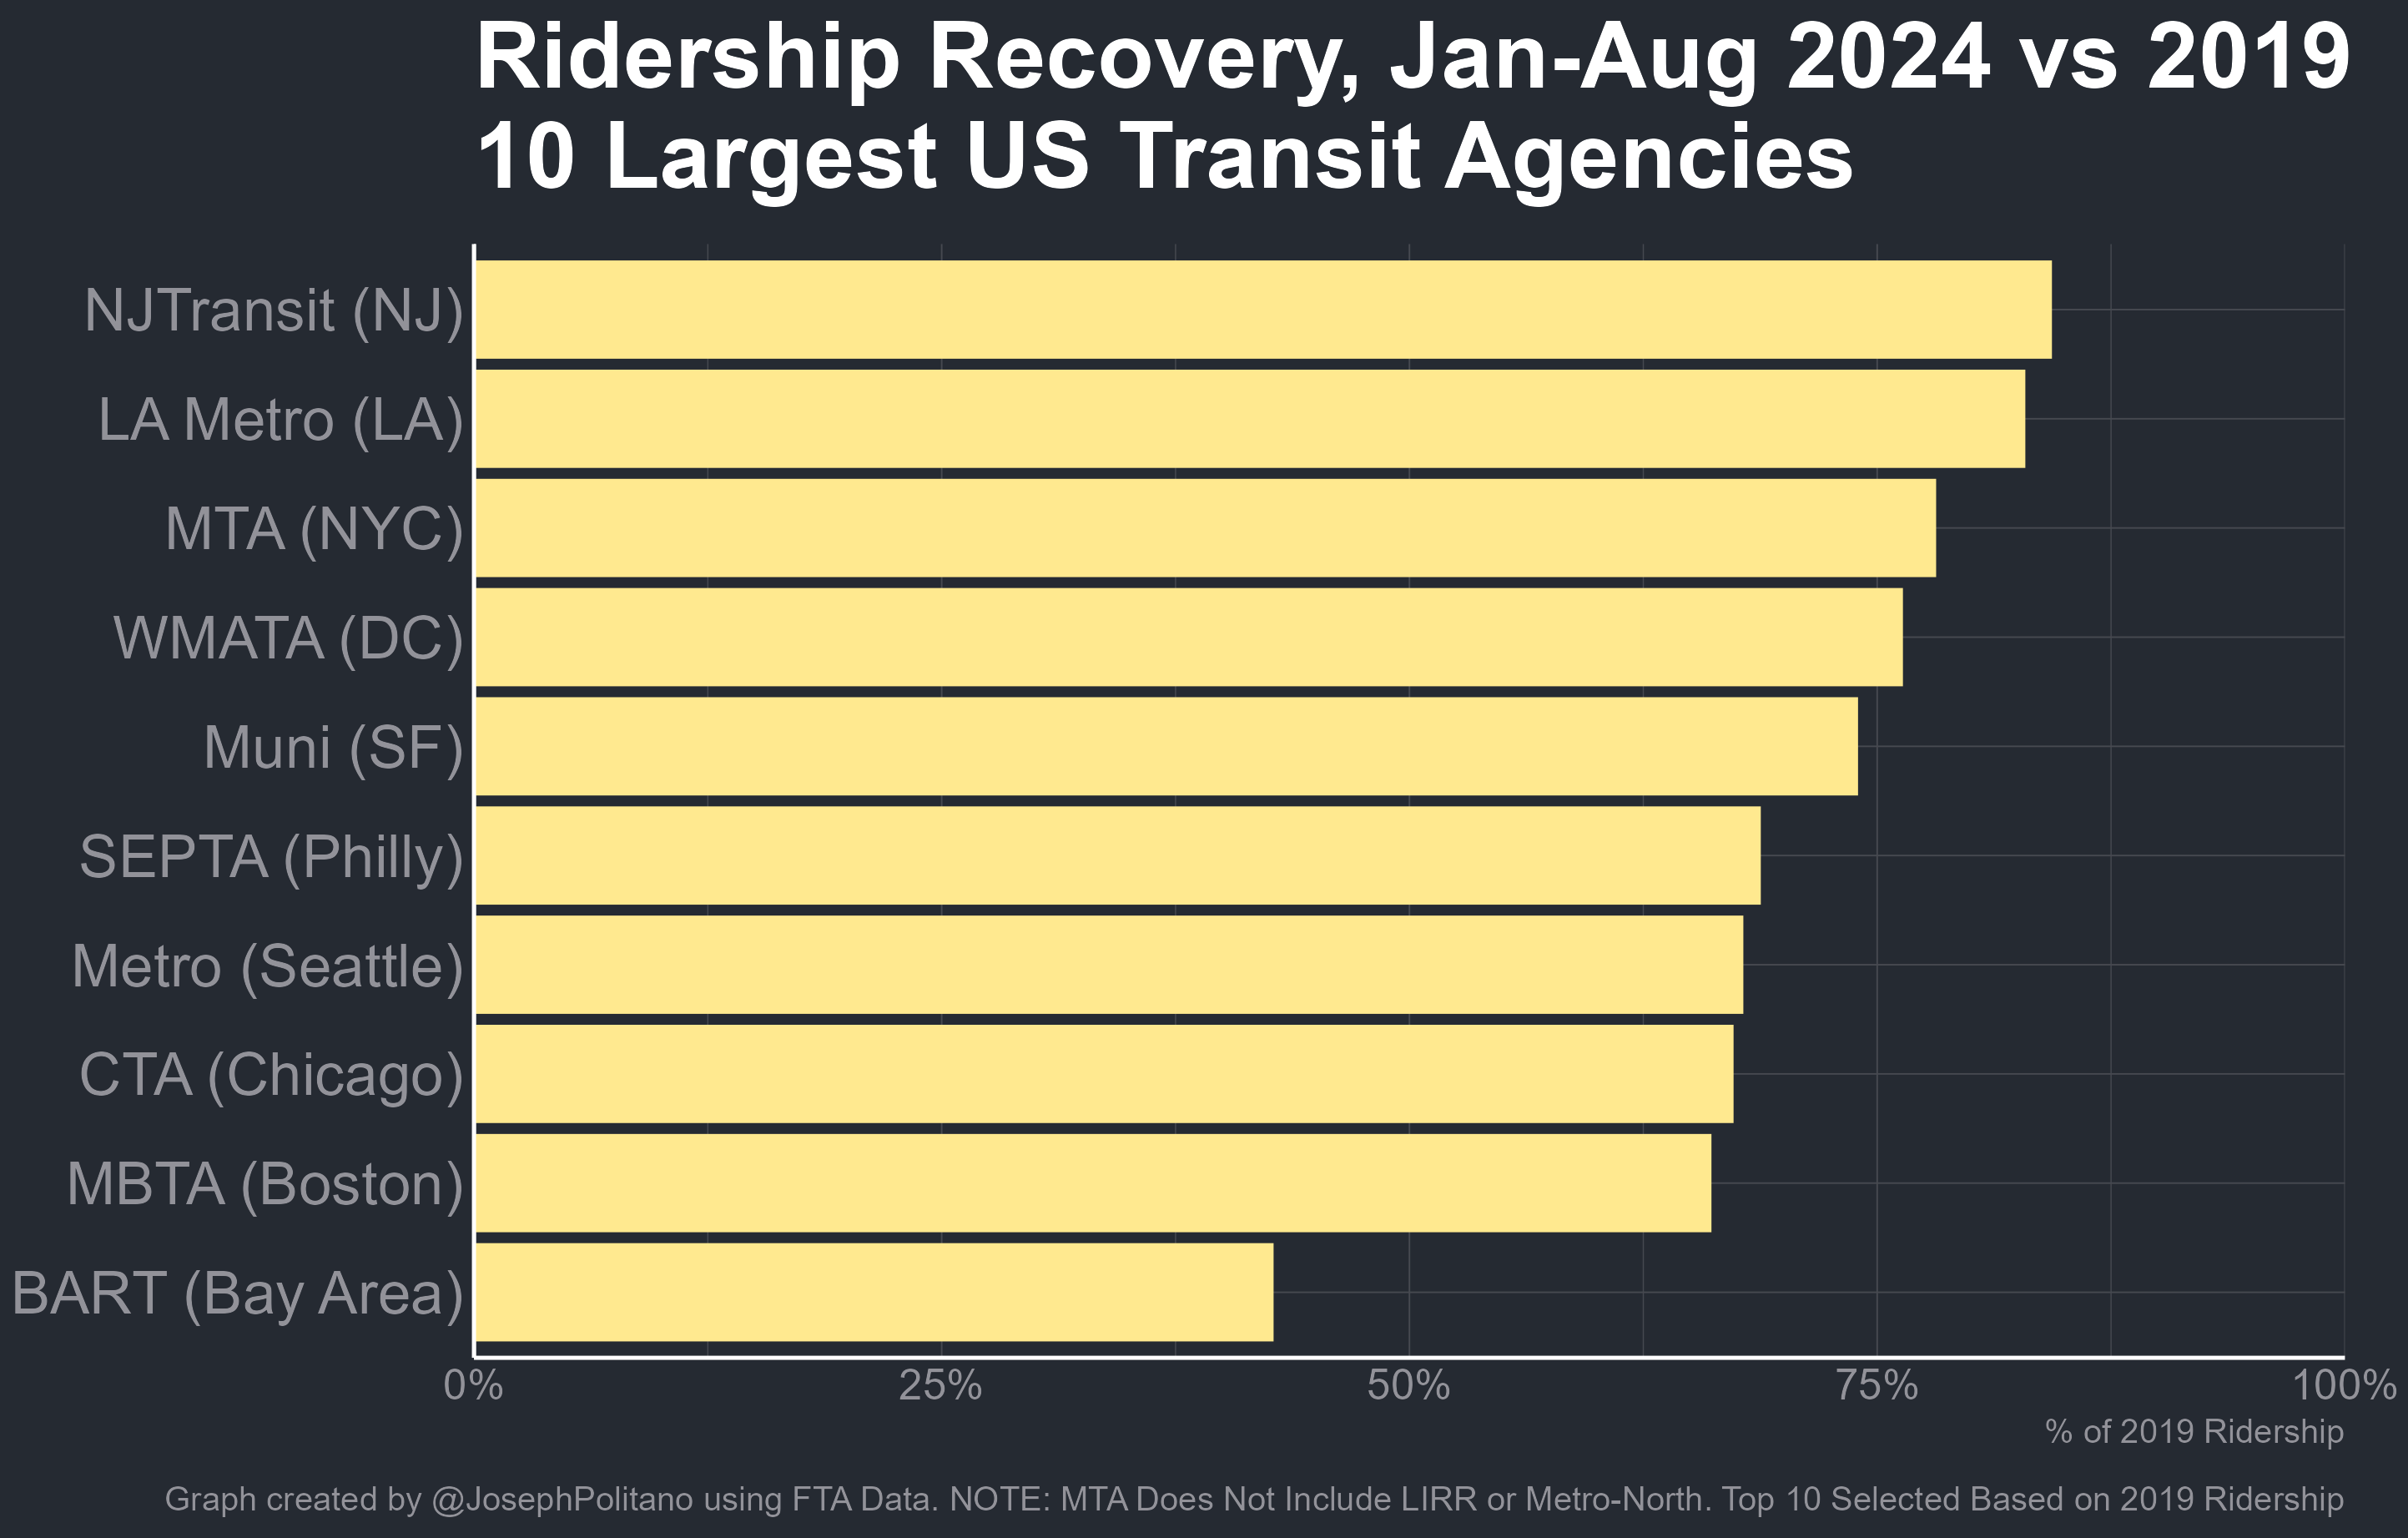 Ridership Recovery, Jan-Aug 2024 vs 2019
10 Largest US Transit Agencies
NJTransit (NJ)
LA Metro (LA)
MTA (NYC)
WMATA (DC)
Muni (SF)
SEPTA (Philly)
Metro (Seattle)
CTA (Chicago)
MBTA (Boston)
BART (Bay Area)
0% 25% 50% 75% 100%
% of 2019 Ridership
Graph created by @JosephPolitano using FTA Data. NOTE: MTA Does Not Include LIRR or Metro-North. Top 10 Selected Based on 2019 Ridership